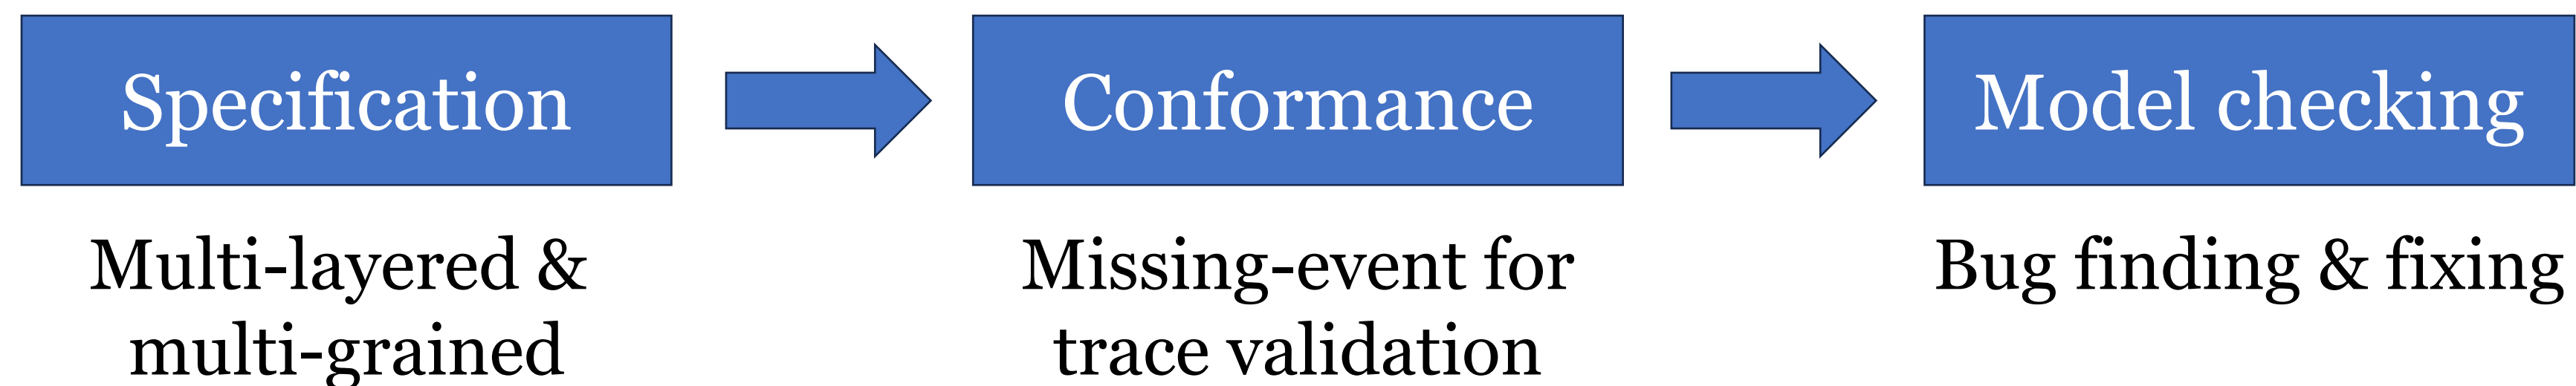 Specification
Conformance
Model checking
Multi-layered &
multi-grained
Missing-event for
trace validation
Bug finding & fixing